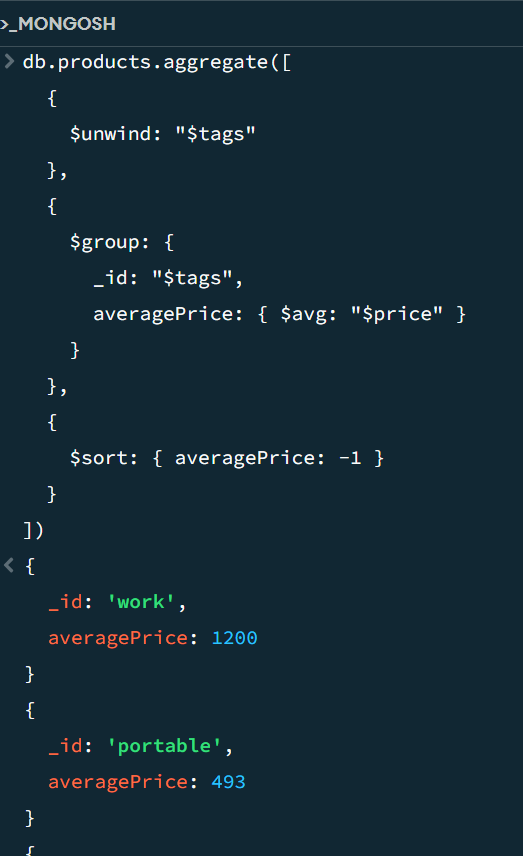 >_MONGOSH
> db.products.aggregate([
{
$unwind: "$tags"
},
{
$group: {
_id: "$tags",
averagePrice: { $avg: "$price" }
}
},
{
$sort: { averagePrice: -1 }
}
])
< {
_id: 'work',
averagePrice: 1200
}
{
_id: 'portable',
averagePrice: 493
}
{